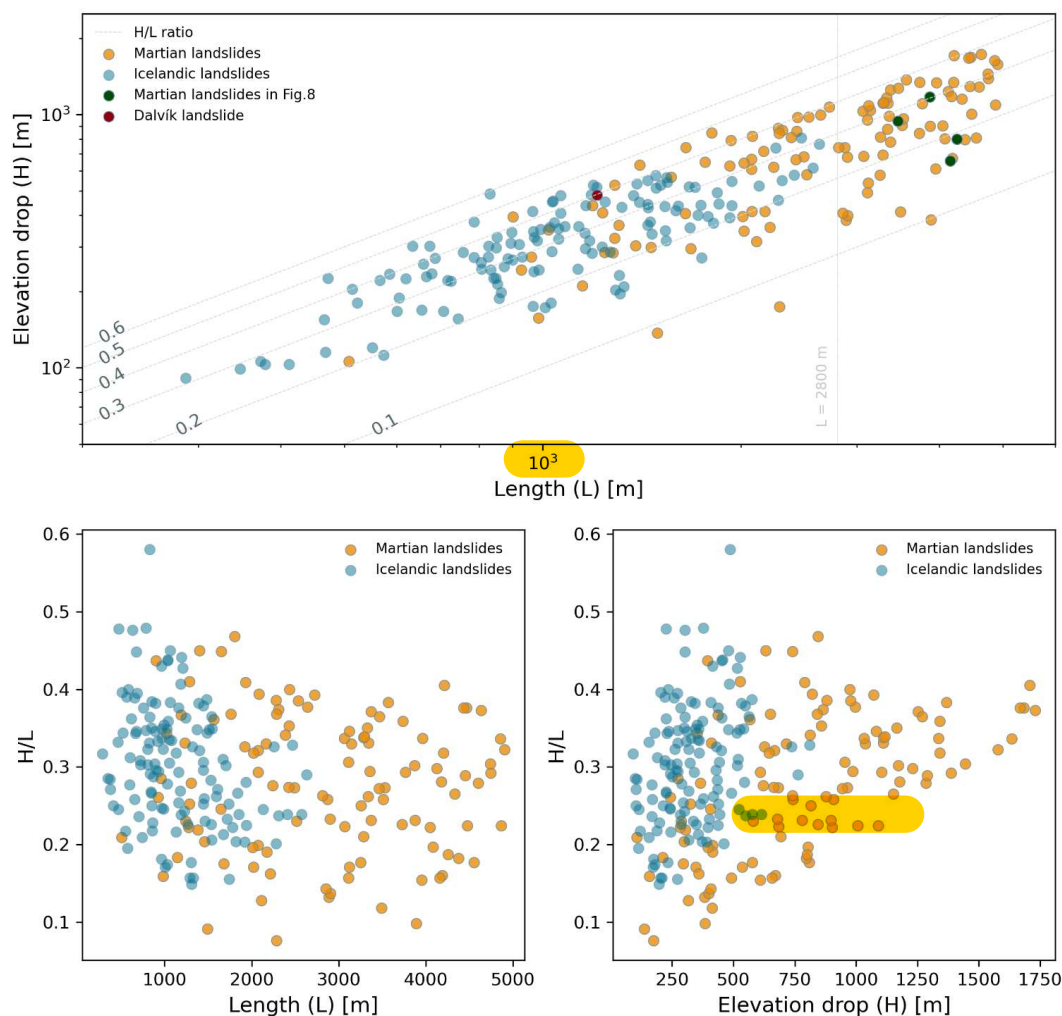 H/L ratio
Martian landslides
Icelandic landslides
Martian landslides in Fig.8
Dalvík landslide
Elevation drop (H) [m]
10³
10²
0.6
0.5
0.4
0.3
0.2
0.1
L = 2800 m
10³
Length (L) [m]
Martian landslides
Icelandic landslides
H/L
0.6
0.5
0.4
0.3
0.2
0.1
1000
2000
3000
4000
5000
Length (L) [m]
Martian landslides
Icelandic landslides
H/L
0.6
0.5
0.4
0.3
0.2
0.1
250
500
750
1000
1250
1500
1750
Elevation drop (H) [m]